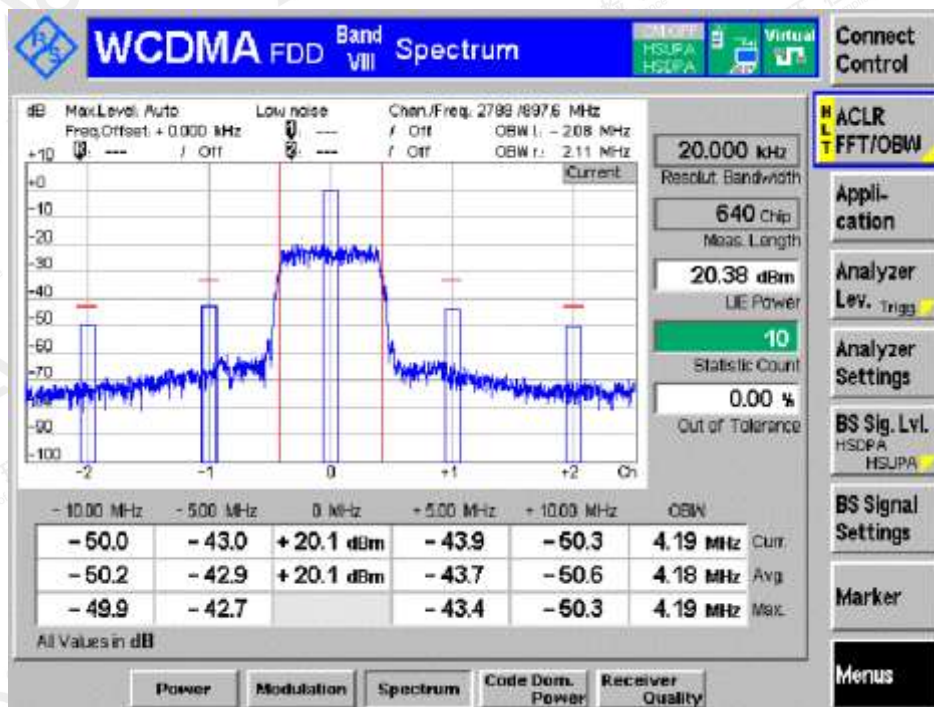 WCDMA FDD Band VIII Spectrum
HSUPA
HSDPA
Virtual
Connect Control
dB Max.Level: Auto Low noise Chan./Freq.: 2788 / 897.6 MHz
Freq.Offset: + 0.000 kHz --- / Off OBW l.: - 2.08 MHz
--- / Off --- / Off OBW r.: 2.11 MHz
Current
+10
+0
-10
-20
-30
-40
-50
-60
-70
-90
-100
-2 -1 0 +1 +2 Ch
20.000 kHz
Resolut. Bandwidth
640 Chip
Meas. Length
20.38 dBm
UE Power
10
Statistic Count
0.00 %
Out of Tolerance
- 10.00 MHz - 5.00 MHz 0 MHz + 5.00 MHz + 10.00 MHz OBW
- 50.0 - 43.0 + 20.1 dBm - 43.9 - 50.3 4.19 MHz Curr.
- 50.2 - 42.9 + 20.1 dBm - 43.7 - 50.6 4.18 MHz Avg.
- 49.9 - 42.7 - 43.4 - 50.3 4.19 MHz Max.
All Values in dB
Power Modulation Spectrum Code Dom. Power Receiver Quality
H L T
ACLR
FFT/OBW
Appli-
cation
Analyzer
Lev. Trigg.
Analyzer
Settings
BS Sig. Lvl.
HSDPA
HSUPA
BS Signal
Settings
Marker
Menus